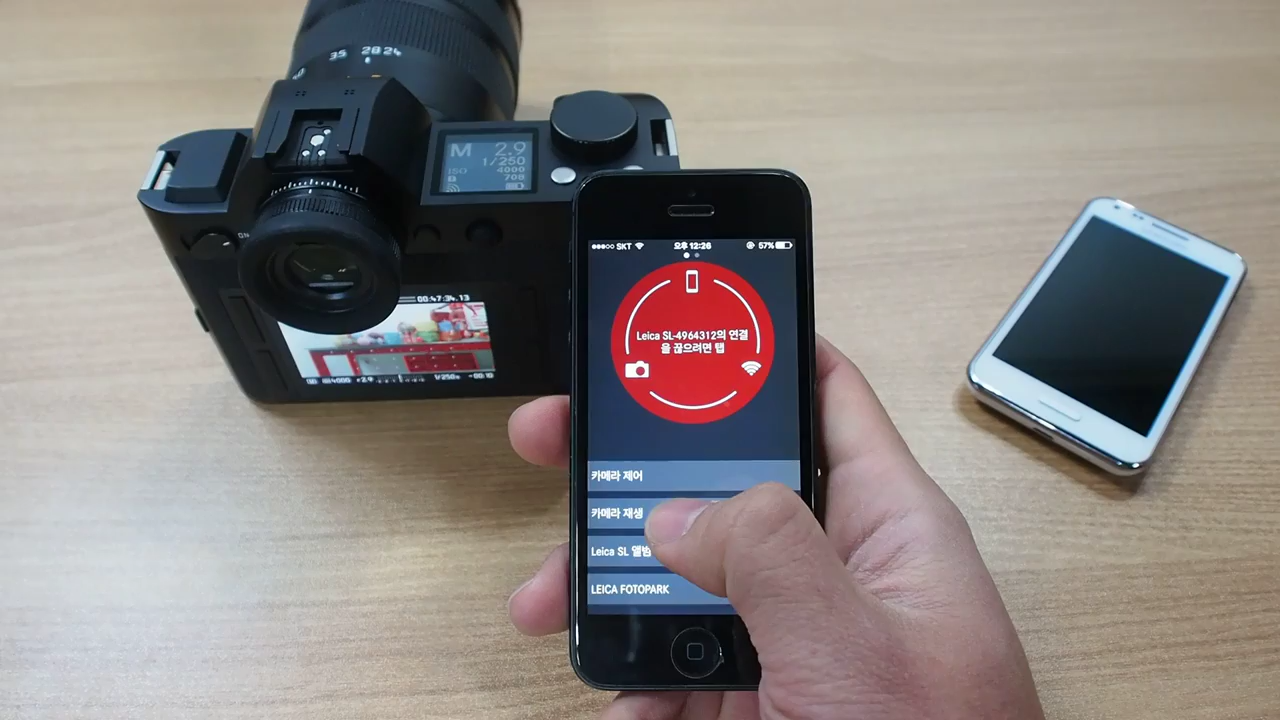 35 28 24
M 2.9
1/250
ISO 4000
708
00:47:34.13
SKT 오후 12:26 57%
Leica SL-4964312의 연결
을 끊으려면 탭
카메라 제어
카메라 재생
Leica SL 앨범
LEICA FOTOPARK